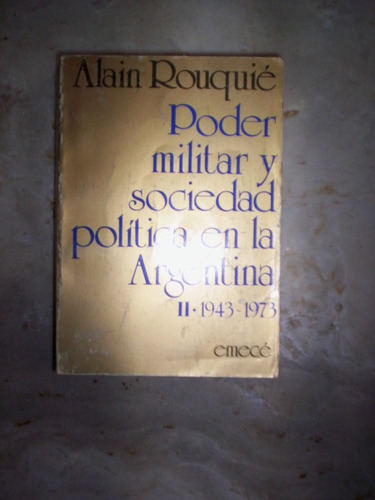 Alain Rouquié
Poder
militar y
sociedad
política en la
Argentina
II · 1943-1973
emecé